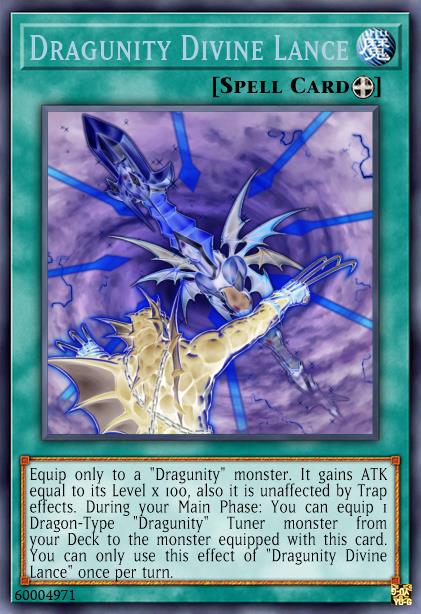 DRAGUNITY DIVINE LANCE
魔
[SPELL CARD]
Equip only to a "Dragunity" monster. It gains ATK
equal to its Level x 100, also it is unaffected by Trap
effects. During your Main Phase: You can equip 1
Dragon-Type "Dragunity" Tuner monster from
your Deck to the monster equipped with this card.
You can only use this effect of "Dragunity Divine
Lance" once per turn.
60004971